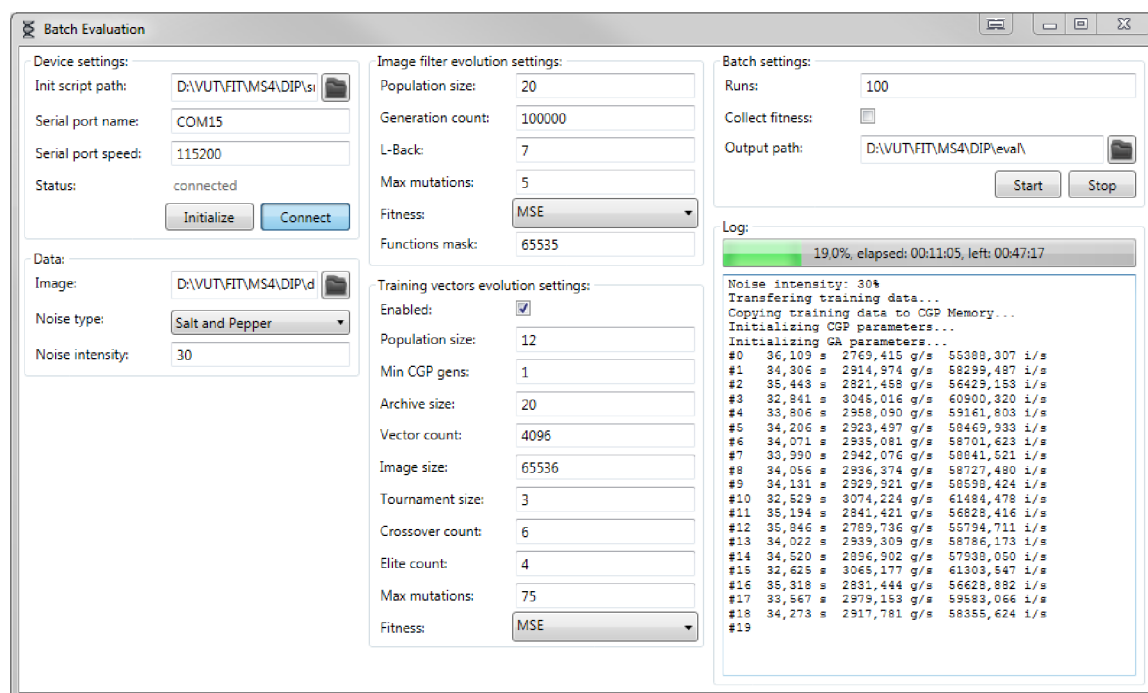 Batch Evaluation
Device settings:
Init script path: D:\VUT\FIT\MS4\DIP\sr
Serial port name: COM15
Serial port speed: 115200
Status: connected
Initialize Connect
Data:
Image: D:\VUT\FIT\MS4\DIP\d
Noise type: Salt and Pepper
Noise intensity: 30
Image filter evolution settings:
Population size: 20
Generation count: 100000
L-Back: 7
Max mutations: 5
Fitness: MSE
Functions mask: 65535
Training vectors evolution settings:
Enabled:
Population size: 12
Min CGP gens: 1
Archive size: 20
Vector count: 4096
Image size: 65536
Tournament size: 3
Crossover count: 6
Elite count: 4
Max mutations: 75
Fitness: MSE
Batch settings:
Runs: 100
Collect fitness:
Output path: D:\VUT\FIT\MS4\DIP\eval\
Start Stop
Log:
19,0%, elapsed: 00:11:05, left: 00:47:17
Noise intensity: 30%
Transfering training data...
Copying training data to CGP Memory...
Initializing CGP parameters...
Initializing GA parameters...
#0 36,109 s 2769,415 g/s 55388,307 i/s
#1 34,306 s 2914,974 g/s 58299,487 i/s
#2 35,443 s 2821,458 g/s 56429,153 i/s
#3 32,841 s 3045,016 g/s 60900,320 i/s
#4 33,806 s 2958,090 g/s 59161,803 i/s
#5 34,206 s 2923,497 g/s 58469,933 i/s
#6 34,071 s 2935,081 g/s 58701,623 i/s
#7 33,990 s 2942,076 g/s 58841,521 i/s
#8 34,056 s 2936,374 g/s 58727,480 i/s
#9 34,131 s 2929,921 g/s 58598,424 i/s
#10 32,529 s 3074,224 g/s 61484,478 i/s
#11 35,194 s 2841,421 g/s 56828,416 i/s
#12 35,846 s 2789,736 g/s 55794,711 i/s
#13 34,022 s 2939,309 g/s 58786,173 i/s
#14 34,520 s 2896,902 g/s 57938,050 i/s
#15 32,625 s 3065,177 g/s 61303,547 i/s
#16 35,318 s 2831,444 g/s 56628,882 i/s
#17 33,567 s 2979,153 g/s 59583,066 i/s
#18 34,273 s 2917,781 g/s 58355,624 i/s
#19